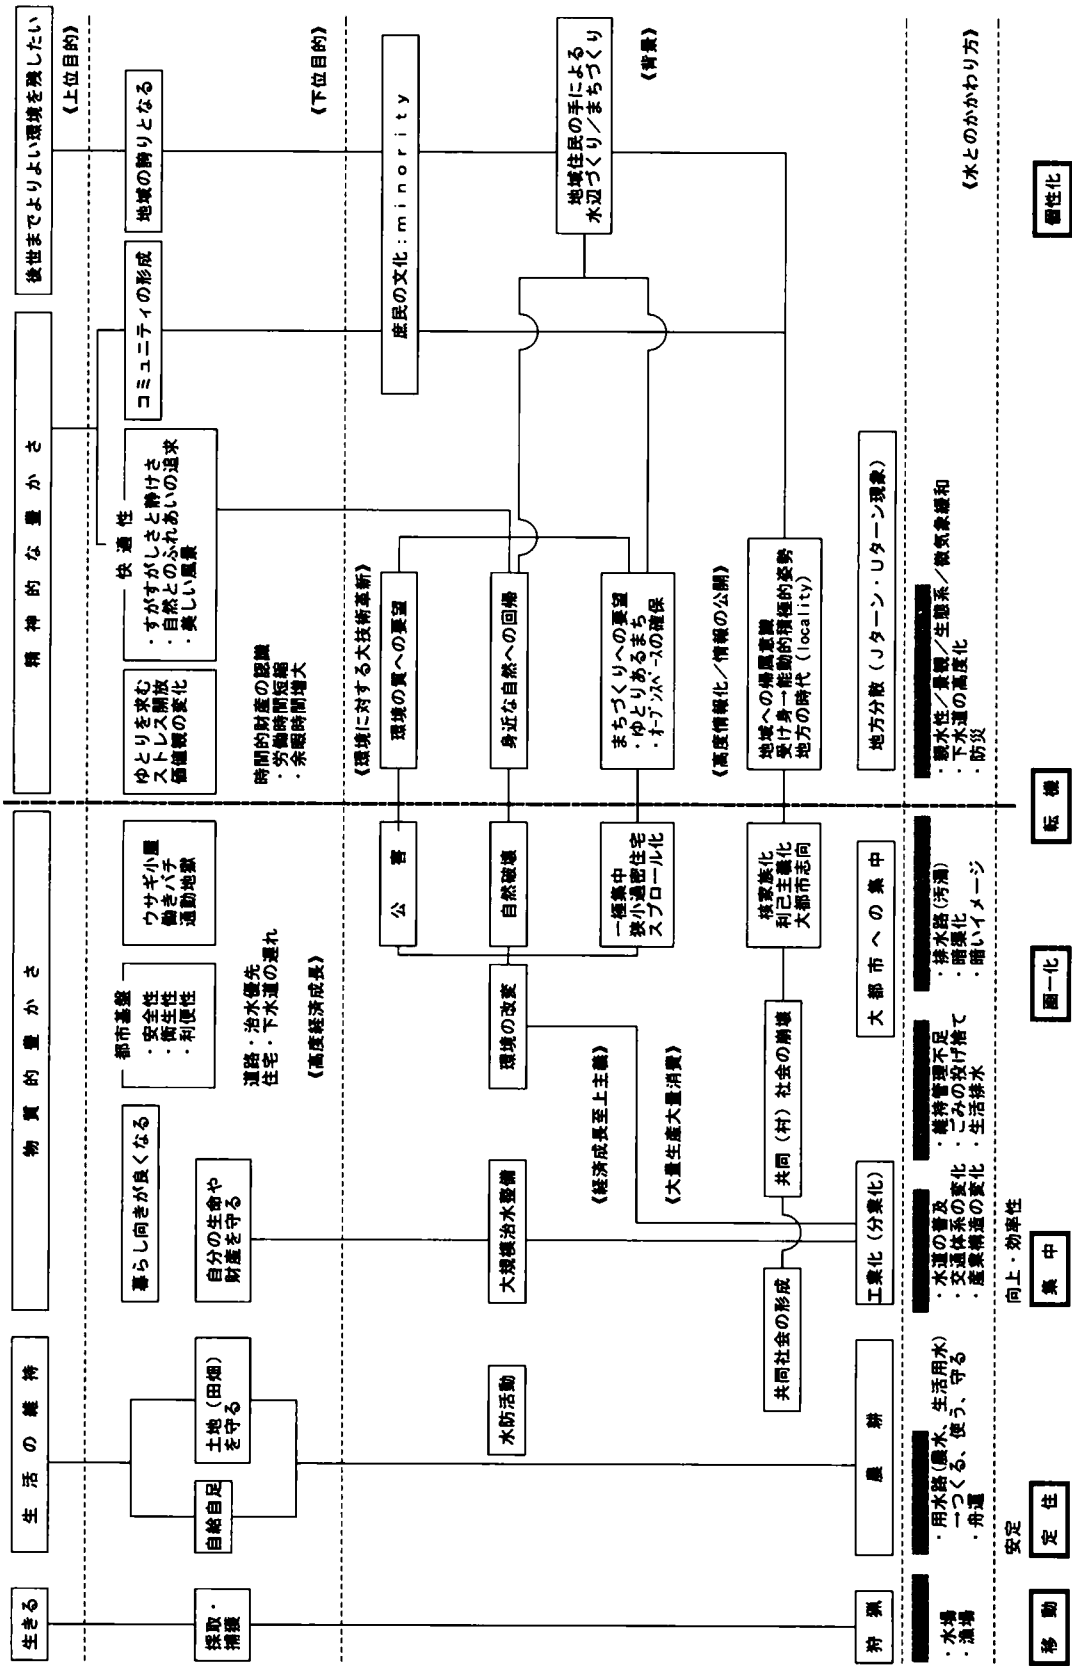 生きる
生活の維持
物質的豊かさ
精神的な豊かさ
後世までよりよい環境を残したい
《上位目的》
採取・
捕獲
自給自足
土地（田畑）
を守る
暮らし向きが良くなる
自分の生命や
財産を守る
都市基盤
・安全性
・衛生性
・利便性
ウサギ小屋
働きバチ
通勤地獄
ゆとりを求む
ストレス開放
価値観の変化
快適性
・すがすがしさと静けさ
・自然とのふれあいの追求
・美しい風景
コミュニティの形成
地域の誇りとなる
道路・治水優先
住宅・下水道の遅れ
《高度経済成長》
時間的財産の認識
・労働時間短縮
・余暇時間増大
《下位目的》
《環境に対する大技術革新》
公害
環境の質への要望
庶民の文化：minority
水防活動
大規模治水整備
環境の改変
自然破壊
身近な自然への回帰
地域住民の手による
水辺づくり／まちづくり
《経済成長至上主義》
《大量生産大量消費》
一極集中
狭小過密住宅
スプロール化
まちづくりへの要望
・ゆとりあるまち
・オープンスペースの確保
《背景》
《高度情報化／情報の公開》
共同社会の形成
共同（村）社会の崩壊
核家族化
利己主義化
大都市志向
地域への帰属意識
受け身→能動的積極的姿勢
地方の時代（locality）
狩猟
農耕
工業化（分業化）
大都市への集中
地方分散（Ｊターン・Ｕターン現象）
・水場
・漁場
・用水路（農水、生活用水）
→つくる、使う、守る
・舟運
・水道の普及
・交通体系の変化
・産業構造の変化
・維持管理不足
・ごみの投げ捨て
・生活排水
・排水路（汚濁）
・暗渠化
・暗いイメージ
・親水性／景観／生態系／微気象緩和
・下水道の高度化
・防災
《水とのかかわり方》
安定
向上・効率性
移動
定住
集中
画一化
転機
個性化